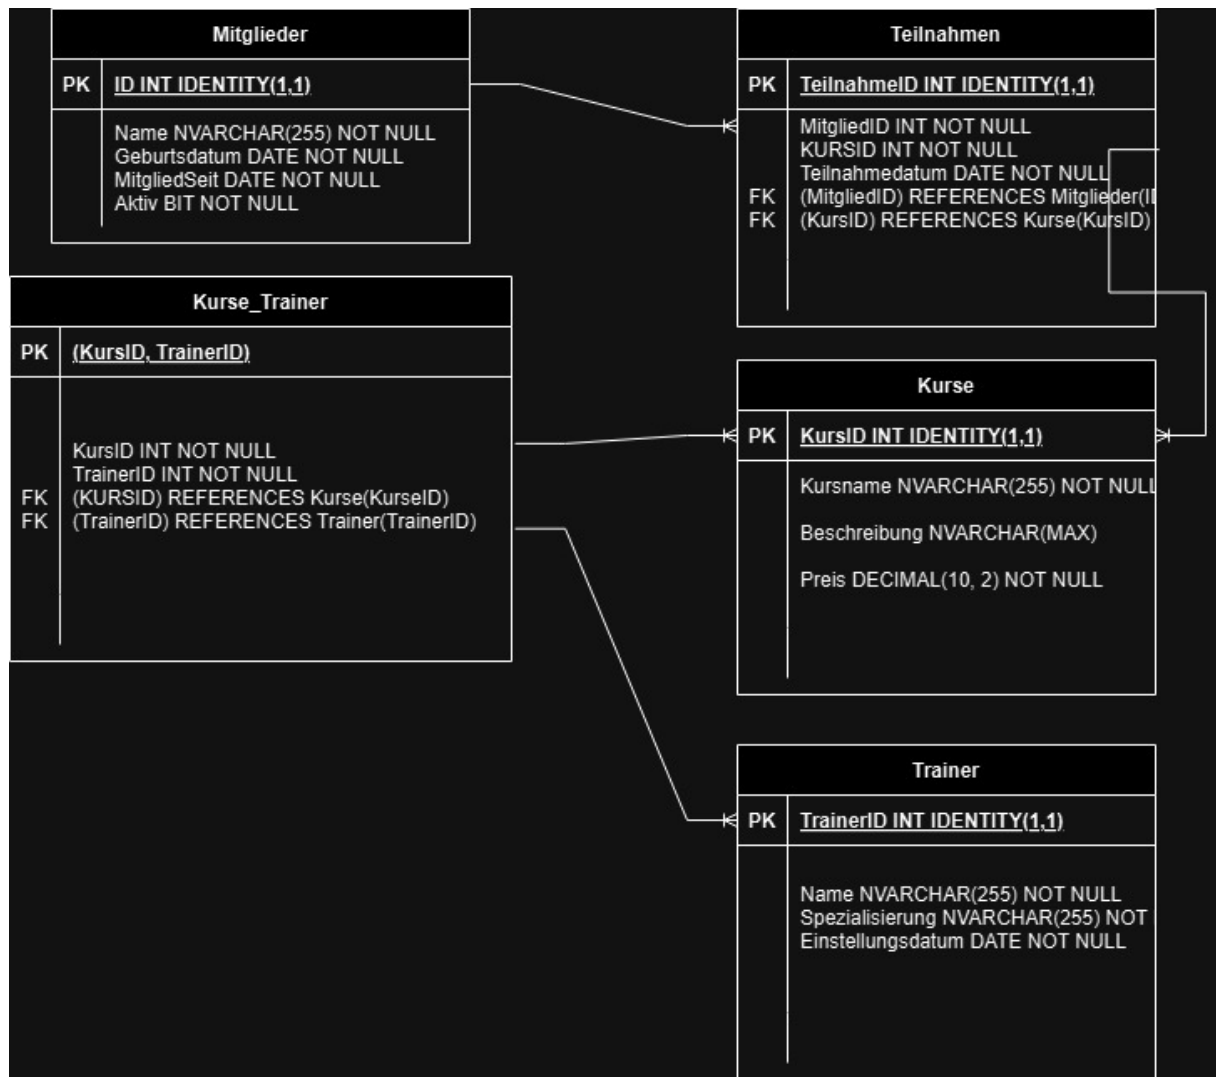 Mitglieder
PK ID INT IDENTITY(1,1)
Name NVARCHAR(255) NOT NULL
Geburtsdatum DATE NOT NULL
MitgliedSeit DATE NOT NULL
Aktiv BIT NOT NULL
Teilnahmen
PK TeilnahmeID INT IDENTITY(1,1)
MitgliedID INT NOT NULL
KURSID INT NOT NULL
Teilnahmedatum DATE NOT NULL
FK (MitgliedID) REFERENCES Mitglieder(I
FK (KursID) REFERENCES Kurse(KursID)
Kurse_Trainer
PK (KursID, TrainerID)
KursID INT NOT NULL
TrainerID INT NOT NULL
FK (KURSID) REFERENCES Kurse(KurseID)
FK (TrainerID) REFERENCES Trainer(TrainerID)
Kurse
PK KursID INT IDENTITY(1,1)
Kursname NVARCHAR(255) NOT NULL
Beschreibung NVARCHAR(MAX)
Preis DECIMAL(10, 2) NOT NULL
Trainer
PK TrainerID INT IDENTITY(1,1)
Name NVARCHAR(255) NOT NULL
Spezialisierung NVARCHAR(255) NOT
Einstellungsdatum DATE NOT NULL